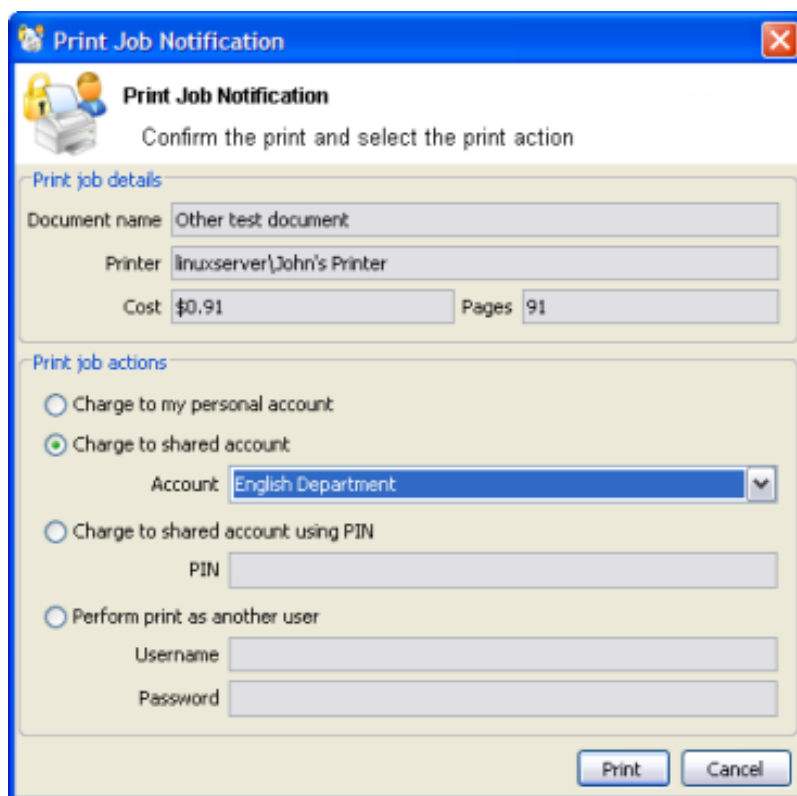 Print Job Notification
Print Job Notification
Confirm the print and select the print action
Print job details
Document name Other test document
Printer linuxserver\John's Printer
Cost $0.91 Pages 91
Print job actions
Charge to my personal account
Charge to shared account
Account English Department
Charge to shared account using PIN
PIN
Perform print as another user
Username
Password
Print Cancel